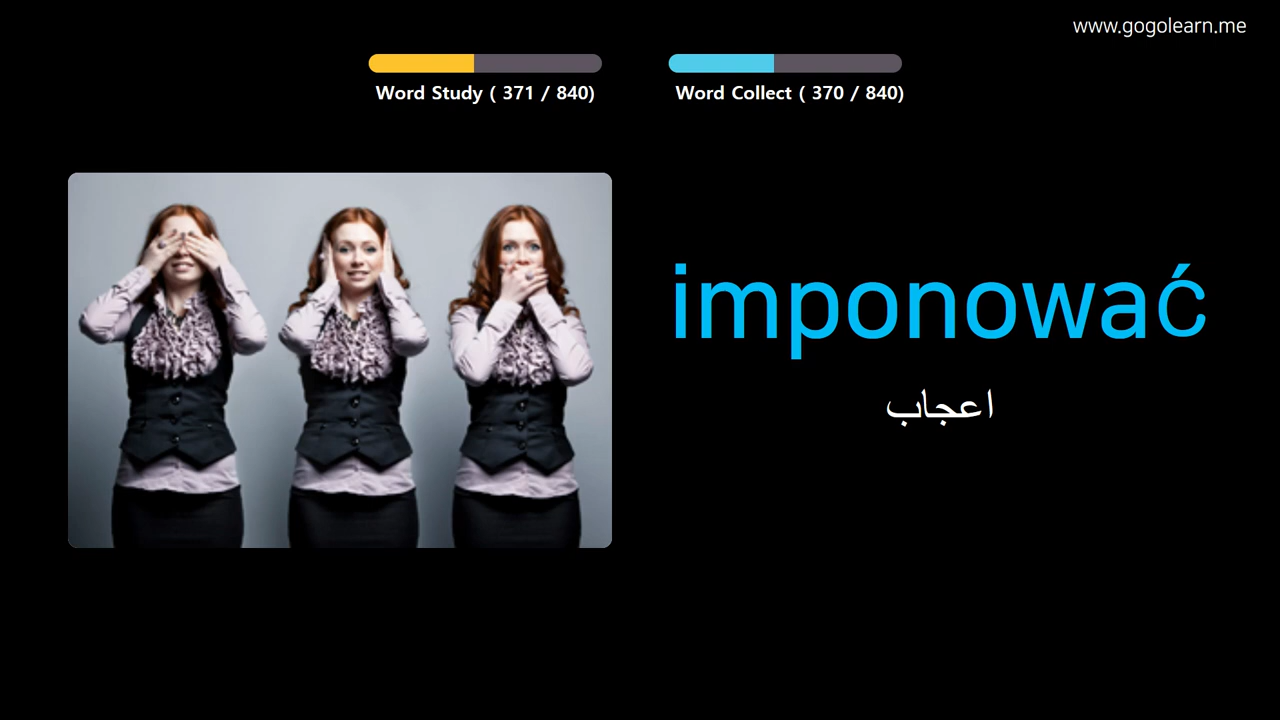 www.gogolearn.me
Word Study ( 371 / 840)
Word Collect ( 370 / 840)
imponować
اعجاب